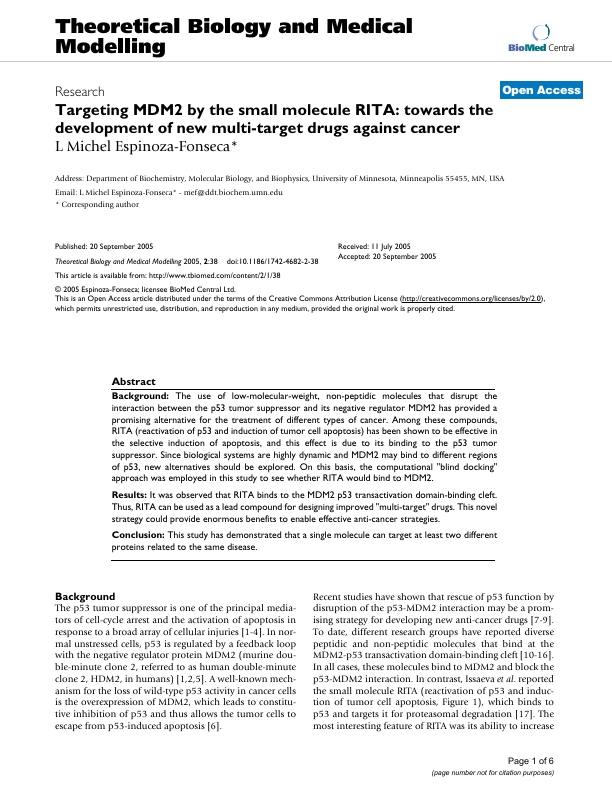 Theoretical Biology and Medical
Modelling
BioMed Central
Open Access
Research
Targeting MDM2 by the small molecule RITA: towards the
development of new multi-target drugs against cancer
L Michel Espinoza-Fonseca*
Address: Department of Biochemistry, Molecular Biology, and Biophysics, University of Minnesota, Minneapolis 55455, MN, USA
Email: L Michel Espinoza-Fonseca* - mef@ddt.biochem.umn.edu
* Corresponding author
Published: 20 September 2005
Theoretical Biology and Medical Modelling 2005, 2:38 doi:10.1186/1742-4682-2-38
Received: 11 July 2005
Accepted: 20 September 2005
This article is available from: http://www.tbiomed.com/content/2/1/38
© 2005 Espinoza-Fonseca; licensee BioMed Central Ltd.
This is an Open Access article distributed under the terms of the Creative Commons Attribution License (http://creativecommons.org/licenses/by/2.0),
which permits unrestricted use, distribution, and reproduction in any medium, provided the original work is properly cited.
Abstract
Background: The use of low-molecular-weight, non-peptidic molecules that disrupt the
interaction between the p53 tumor suppressor and its negative regulator MDM2 has provided a
promising alternative for the treatment of different types of cancer. Among these compounds,
RITA (reactivation of p53 and induction of tumor cell apoptosis) has been shown to be effective in
the selective induction of apoptosis, and this effect is due to its binding to the p53 tumor
suppressor. Since biological systems are highly dynamic and MDM2 may bind to different regions
of p53, new alternatives should be explored. On this basis, the computational "blind docking"
approach was employed in this study to see whether RITA would bind to MDM2.
Results: It was observed that RITA binds to the MDM2 p53 transactivation domain-binding cleft.
Thus, RITA can be used as a lead compound for designing improved "multi-target" drugs. This novel
strategy could provide enormous benefits to enable effective anti-cancer strategies.
Conclusion: This study has demonstrated that a single molecule can target at least two different
proteins related to the same disease.
Background
The p53 tumor suppressor is one of the principal media-
tors of cell-cycle arrest and the activation of apoptosis in
response to a broad array of cellular injuries [1-4]. In nor-
mal unstressed cells, p53 is regulated by a feedback loop
with the negative regulator protein MDM2 (murine dou-
ble-minute clone 2, referred to as human double-minute
clone 2, HDM2, in humans) [1,2,5]. A well-known mech-
anism for the loss of wild-type p53 activity in cancer cells
is the overexpression of MDM2, which leads to constitu-
tive inhibition of p53 and thus allows the tumor cells to
escape from p53-induced apoptosis [6].
Recent studies have shown that rescue of p53 function by
disruption of the p53-MDM2 interaction may be a prom-
ising strategy for developing new anti-cancer drugs [7-9].
To date, different research groups have reported diverse
peptidic and non-peptidic molecules that bind at the
MDM2-p53 transactivation domain-binding cleft [10-16].
In all cases, these molecules bind to MDM2 and block the
p53-MDM2 interaction. In contrast, Issaeva et al. reported
the small molecule RITA (reactivation of p53 and induc-
tion of tumor cell apoptosis, Figure 1), which binds to
p53 and targets it for proteasomal degradation [17]. The
most interesting feature of RITA was its ability to increase
Page 1 of 6
(page number not for citation purposes)